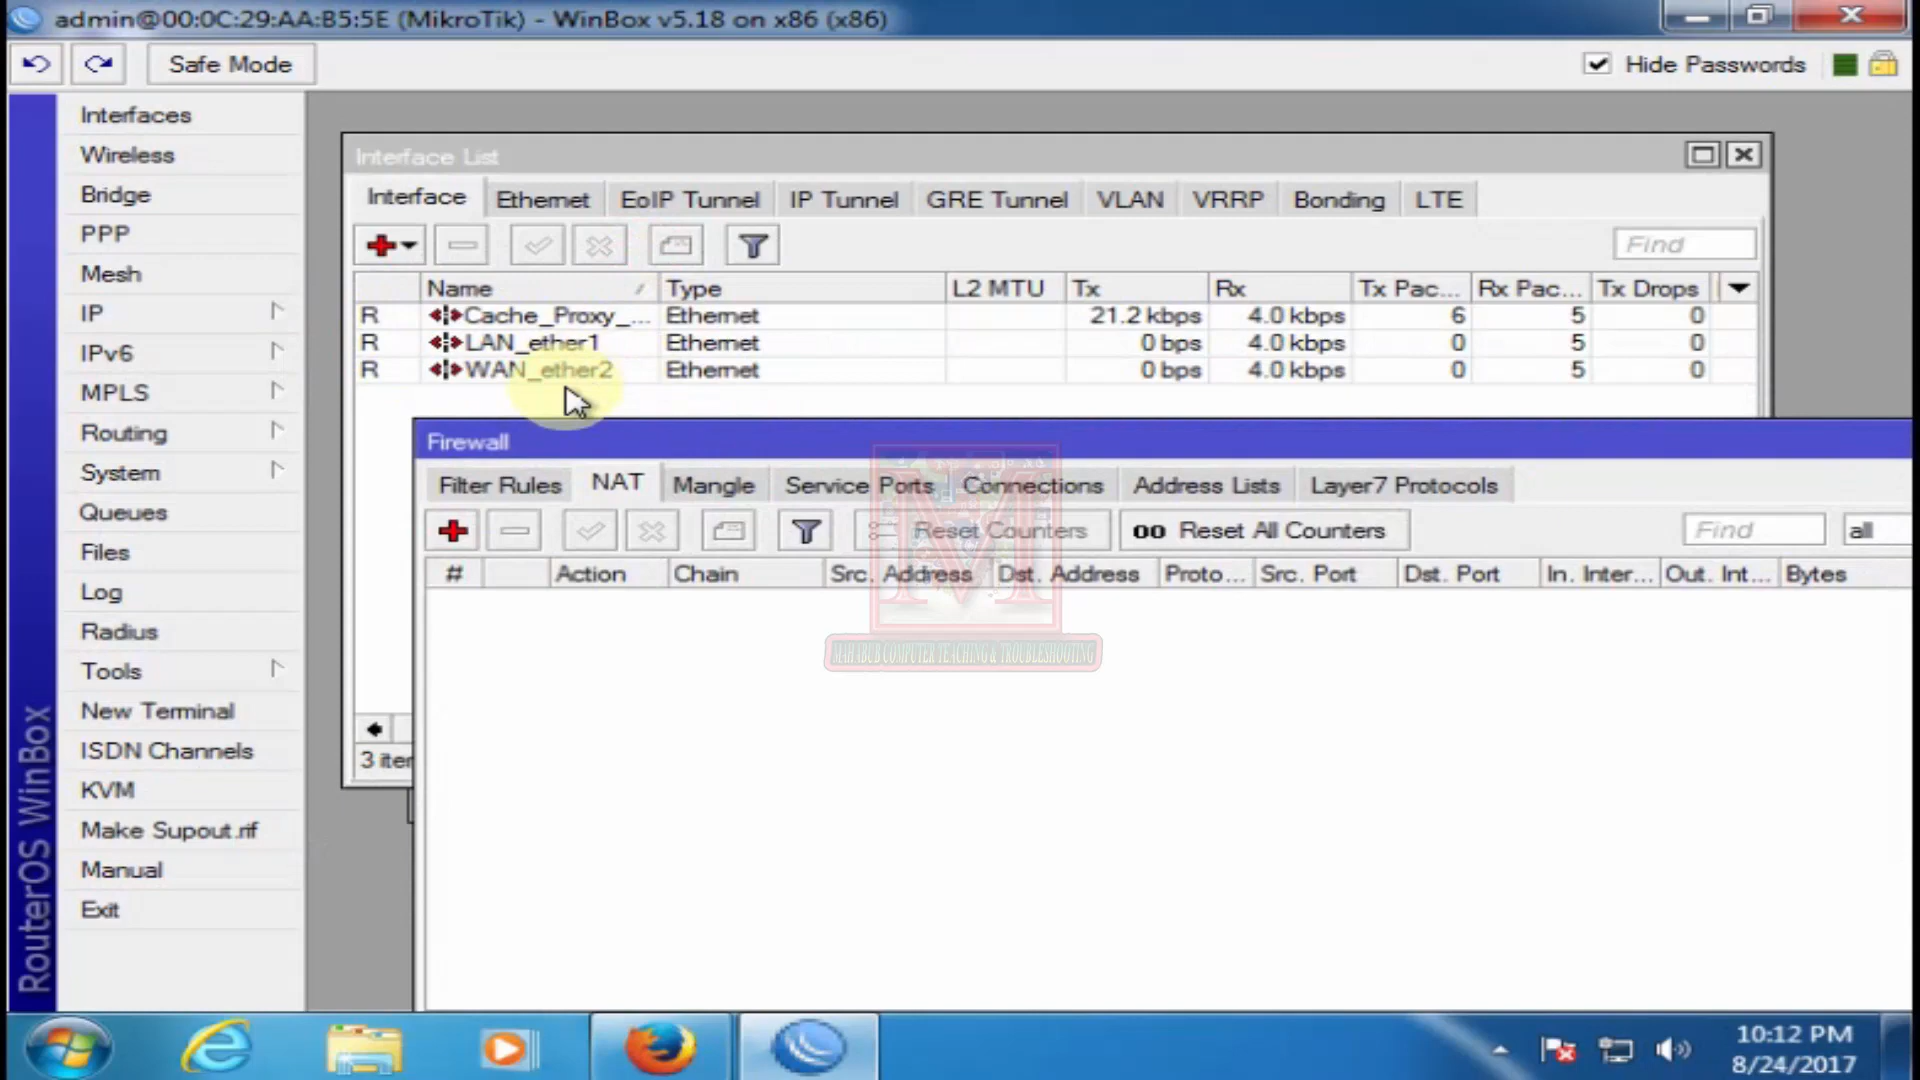 admin@00:0C:29:AA:B5:5E (MikroTik) - WinBox v5.18 on x86 (x86)
Safe Mode
Hide Passwords
Interfaces
Wireless
Bridge
PPP
Mesh
IP
IPv6
MPLS
Routing
System
Queues
Files
Log
Radius
Tools
New Terminal
ISDN Channels
KVM
Make Supout.rif
Manual
Exit
RouterOS WinBox
Interface List
Interface Ethernet EoIP Tunnel IP Tunnel GRE Tunnel VLAN VRRP Bonding LTE
Find
Name Type L2 MTU Tx Rx Tx Pac... Rx Pac... Tx Drops
R Cache_Proxy_... Ethernet 21.2 kbps 4.0 kbps 6 5 0
R LAN_ether1 Ethernet 0 bps 4.0 kbps 0 5 0
R WAN_ether2 Ethernet 0 bps 4.0 kbps 0 5 0
3 iter
Firewall
Filter Rules NAT Mangle Service Ports Connections Address Lists Layer7 Protocols
Reset Counters 00 Reset All Counters Find all
# Action Chain Src. Address Dst. Address Proto... Src. Port Dst. Port In. Inter... Out. Int... Bytes
M
MAHABUB COMPUTER TEACHING & TROUBLESHOOTING
10:12 PM
8/24/2017